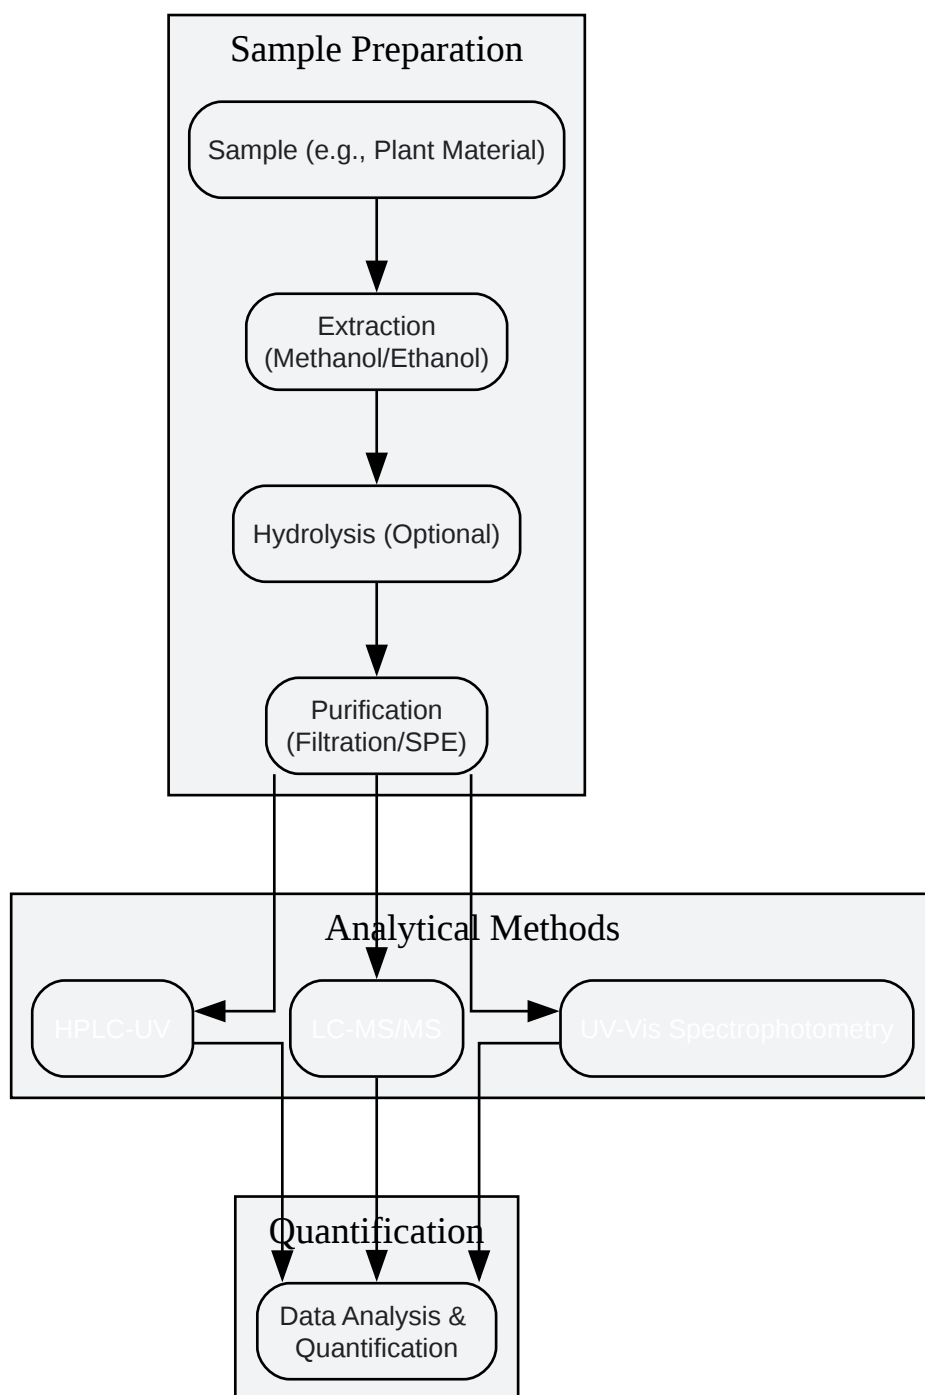 Sample Preparation
Sample (e.g., Plant Material)
Extraction
(Methanol/Ethanol)
Hydrolysis (Optional)
Purification
(Filtration/SPE)
Analytical Methods
HPLC-UV
LC-MS/MS
UV-Vis Spectrophotometry
Quantification
Data Analysis &
Quantification